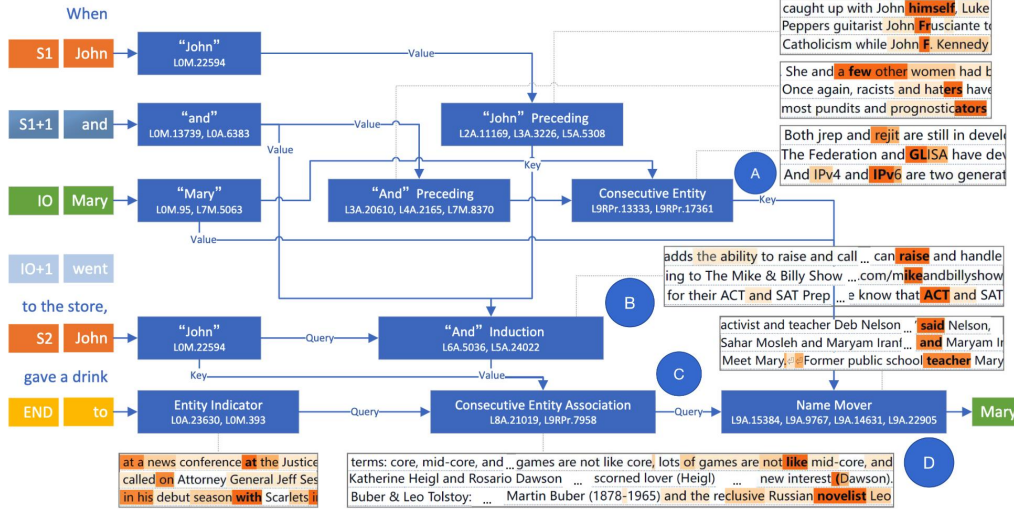 When
caught up with John himself, Luke
Peppers guitarist John Frusciante to
Catholicism while John F. Kennedy
S1 John
"John"
L0M.22594
Value
She and a few other women had b
Once again, racists and haters have
most pundits and prognosticators
S1+1 and
"and"
L0M.13739, L0A.6383
Value
Value
"John" Preceding
L2A.11169, L3A.3226, L5A.5308
Key
Both jrep and rejit are still in develo
The Federation and GLISA have dev
And IPv4 and IPv6 are two generat
A
IO Mary
"Mary"
L0M.95, L7M.5063
Value
"And" Preceding
L3A.20610, L4A.2165, L7M.8370
Consecutive Entity
L9RPr.13333, L9RPr.17361
Key
IO+1 went
adds the ability to raise and call ... can raise and handle
ing to The Mike & Billy Show ....com/mikeandbillyshow
for their ACT and SAT Prep ... e know that ACT and SAT
to the store,
B
S2 John
"John"
L0M.22594
Query
Key
"And" Induction
L6A.5036, L5A.24022
Value
activist and teacher Deb Nelson ... said Nelson,
Sahar Mosleh and Maryam Iranf... and Maryam Ir
Meet Mary.⏎⏎Former public school teacher Mary
gave a drink
C
END to
Entity Indicator
L0A.23630, L0M.393
Query
Consecutive Entity Association
L8A.21019, L9RPr.7958
Query
Name Mover
L9A.15384, L9A.9767, L9A.14631, L9A.22905
Mary
D
at a news conference at the Justice
called on Attorney General Jeff Ses
in his debut season with Scarlets i
terms: core, mid-core, and ... games are not like core, lots of games are not like mid-core, and
Katherine Heigl and Rosario Dawson ... scorned lover (Heigl) ... new interest (Dawson).
Buber & Leo Tolstoy: ... Martin Buber (1878-1965) and the reclusive Russian novelist Leo